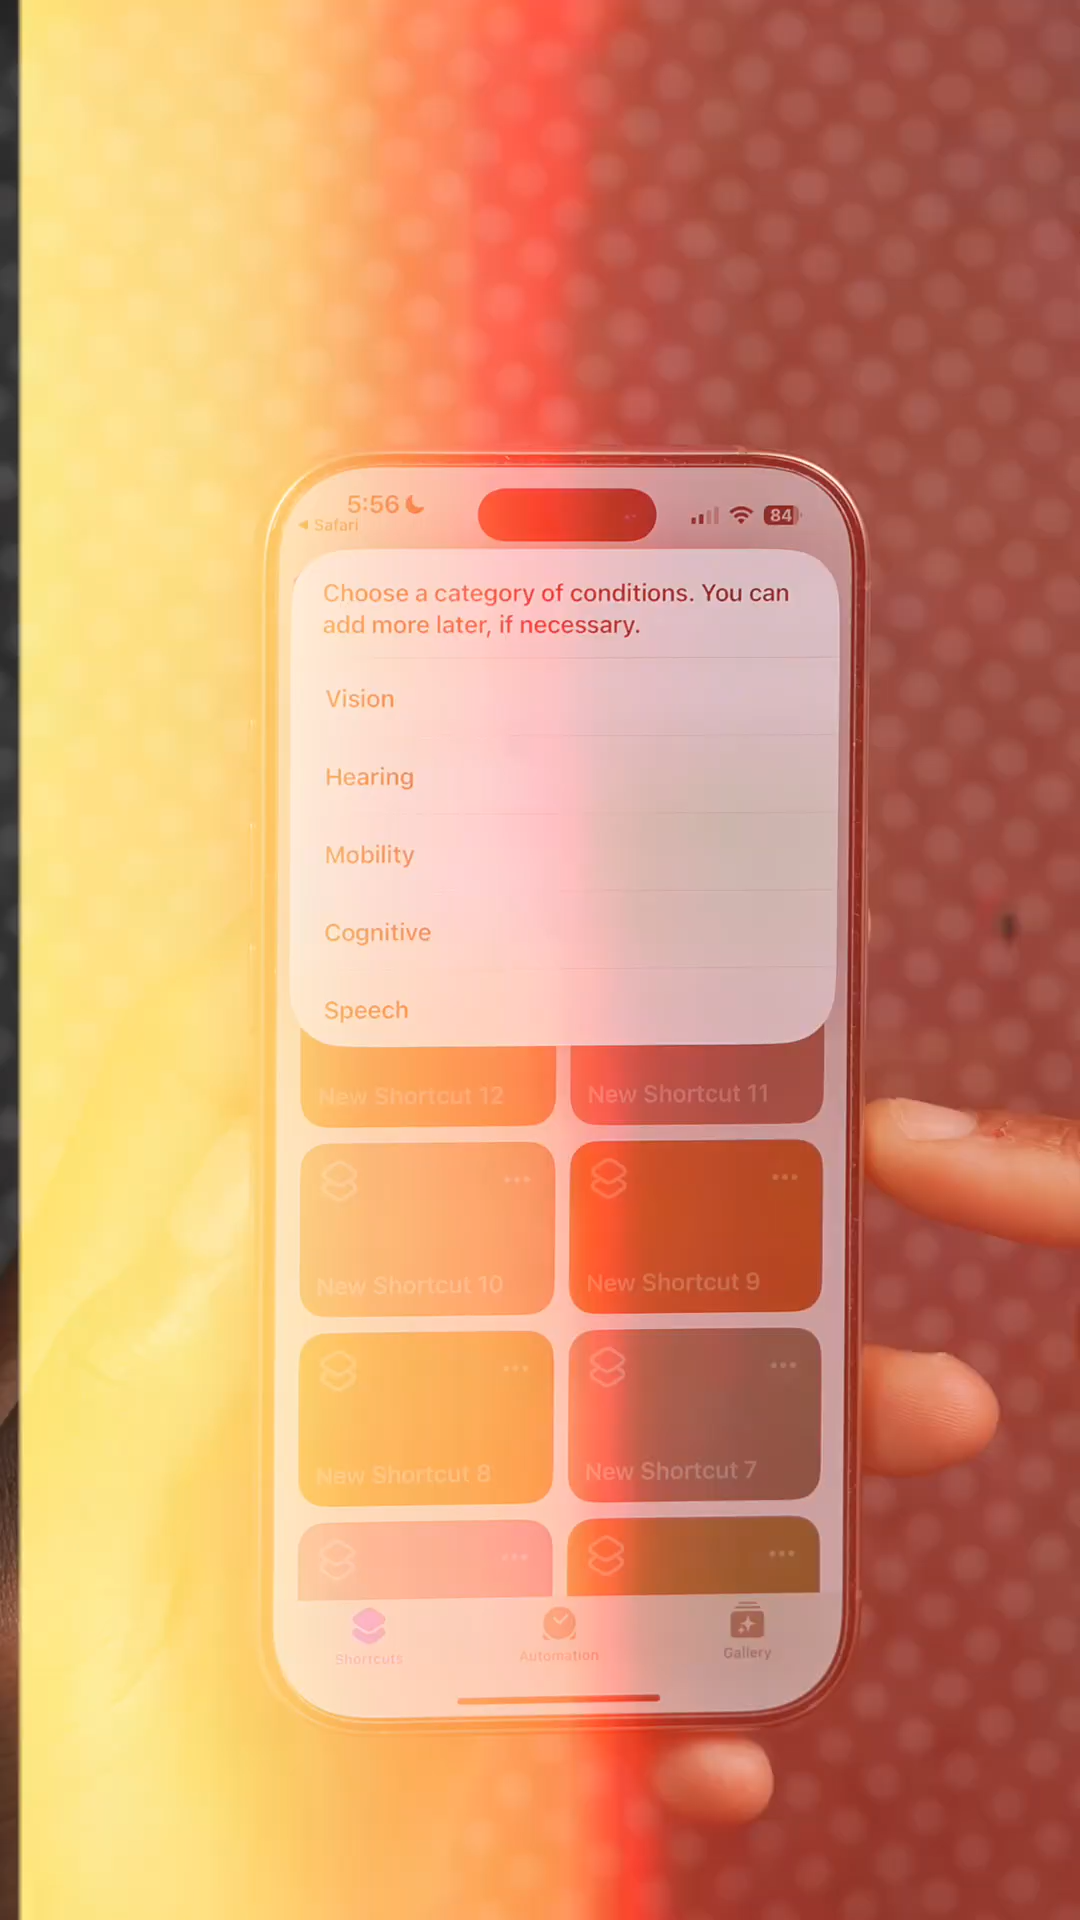 5:56
84
◀ Safari
Choose a category of conditions. You can
add more later, if necessary.
Vision
Hearing
Mobility
Cognitive
Speech
New Shortcut 12
New Shortcut 11
New Shortcut 10
New Shortcut 9
New Shortcut 8
New Shortcut 7
Shortcuts
Automation
Gallery